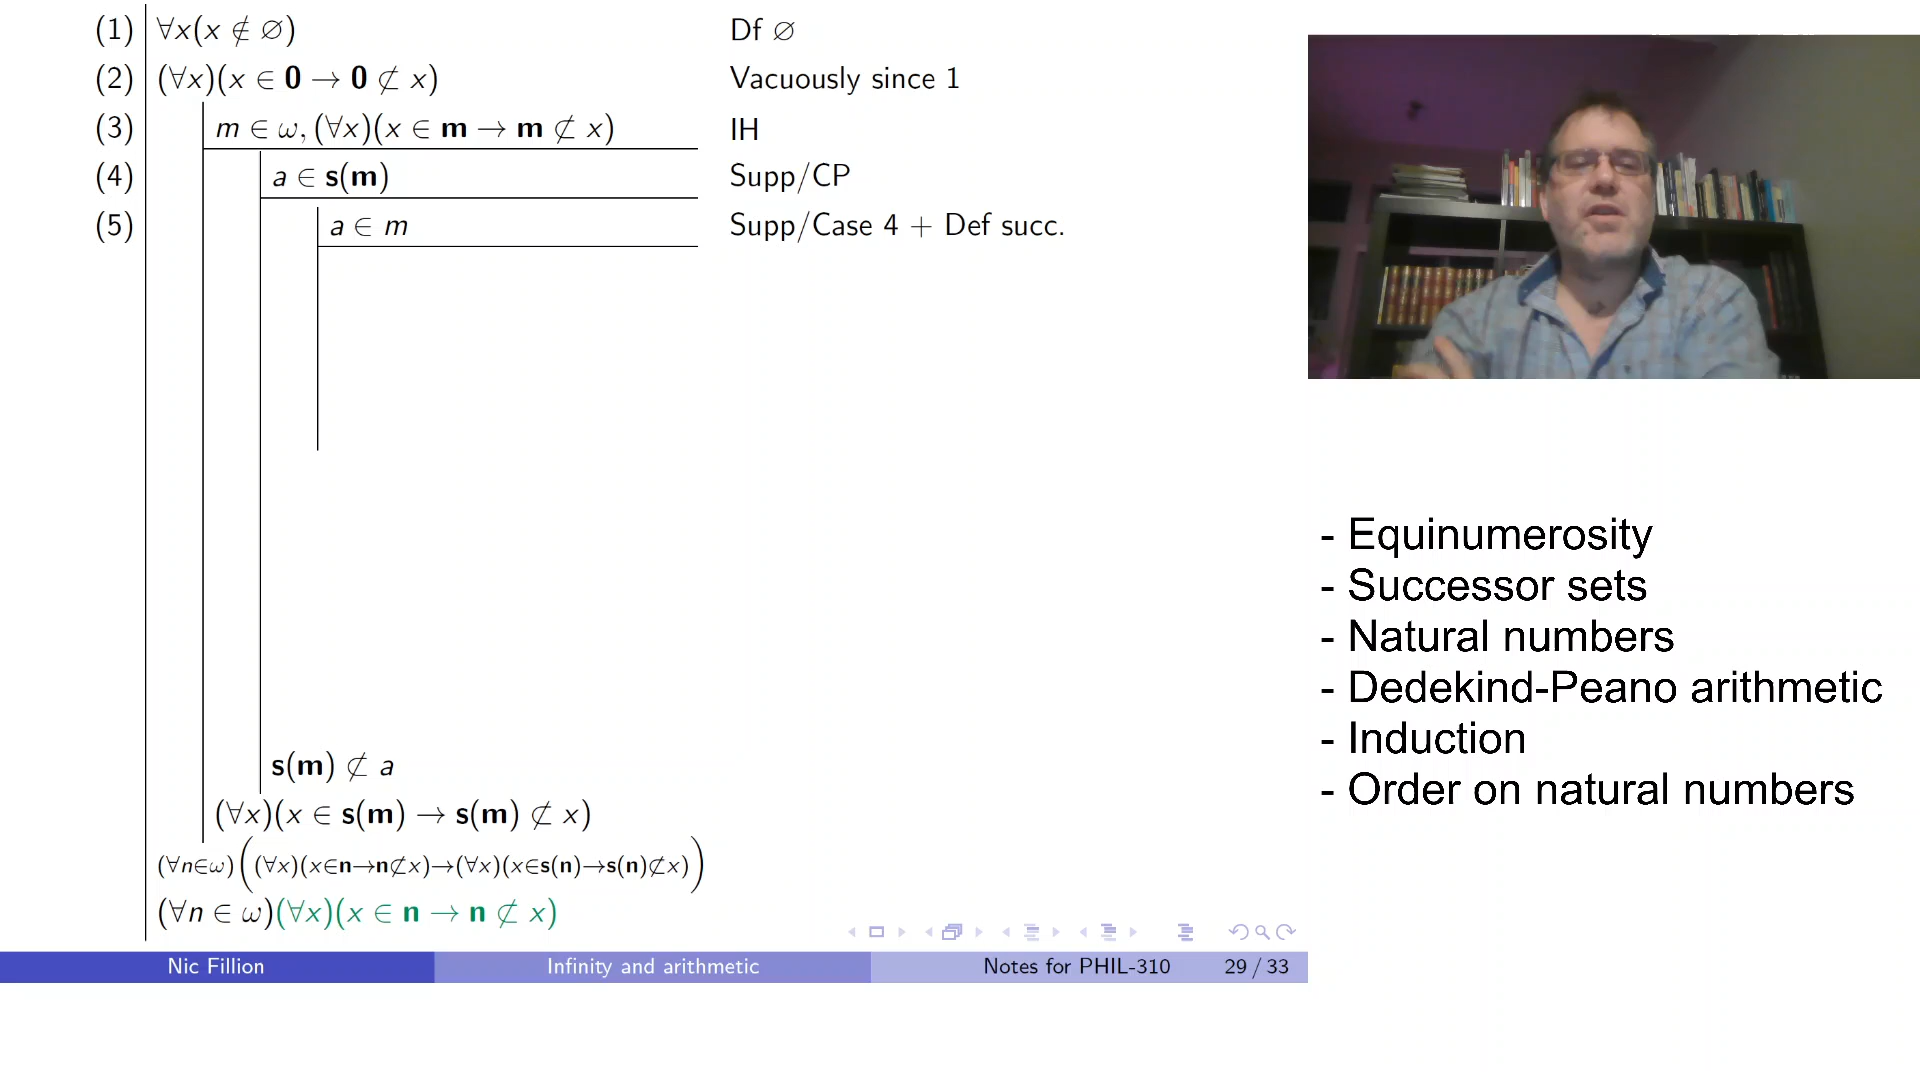 (1) ∀x(x ∉ ∅) Df ∅
(2) (∀x)(x ∈ 0 → 0 ⊄ x) Vacuously since 1
(3) m ∈ ω, (∀x)(x ∈ m → m ⊄ x) IH
(4) a ∈ s(m) Supp/CP
(5) a ∈ m Supp/Case 4 + Def succ.
s(m) ⊄ a
(∀x)(x ∈ s(m) → s(m) ⊄ x)
(∀n∈ω)((∀x)(x∈n→n⊄x)→(∀x)(x∈s(n)→s(n)⊄x))
(∀n ∈ ω)(∀x)(x ∈ n → n ⊄ x)
Nic Fillion Infinity and arithmetic Notes for PHIL-310 29 / 33
- Equinumerosity
- Successor sets
- Natural numbers
- Dedekind-Peano arithmetic
- Induction
- Order on natural numbers